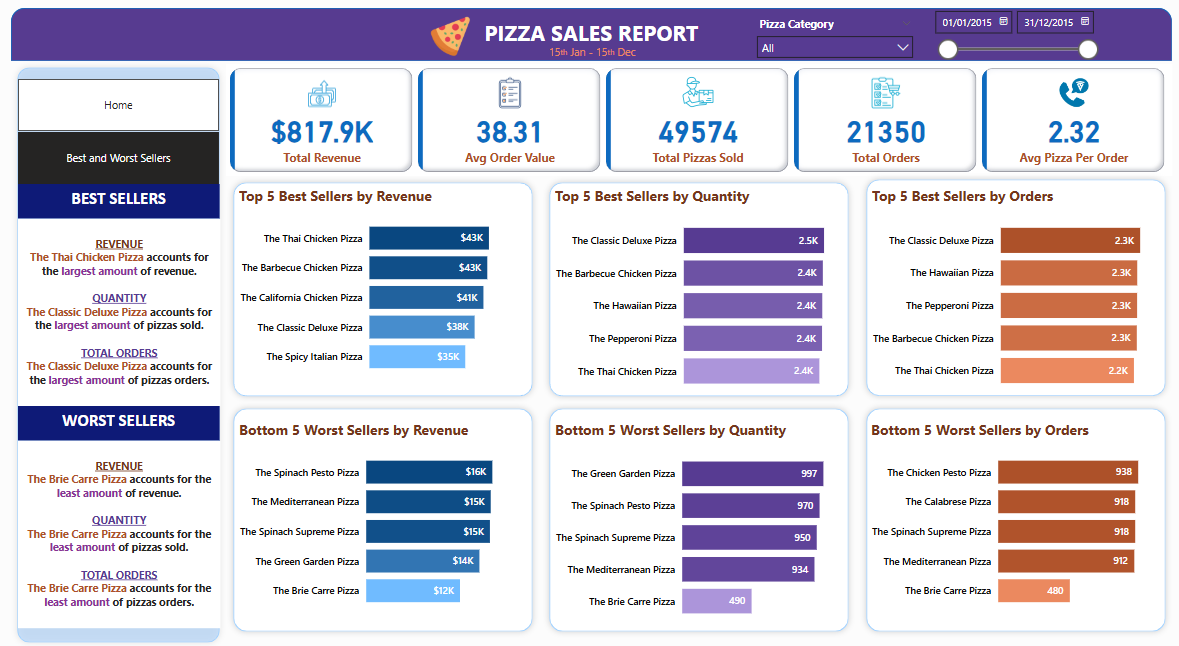 PIZZA SALES REPORT
15th Jan - 15th Dec
Pizza Category
All
01/01/2015
31/12/2015
Home
Best and Worst Sellers
BEST SELLERS
REVENUE
The Thai Chicken Pizza accounts for
the largest amount of revenue.
QUANTITY
The Classic Deluxe Pizza accounts for
the largest amount of pizzas sold.
TOTAL ORDERS
The Classic Deluxe Pizza accounts for
the largest amount of pizzas orders.
WORST SELLERS
REVENUE
The Brie Carre Pizza accounts for the
least amount of revenue.
QUANTITY
The Brie Carre Pizza accounts for the
least amount of pizzas sold.
TOTAL ORDERS
The Brie Carre Pizza accounts for the
least amount of pizzas orders.
$817.9K
Total Revenue
38.31
Avg Order Value
49574
Total Pizzas Sold
21350
Total Orders
2.32
Avg Pizza Per Order
Top 5 Best Sellers by Revenue
The Thai Chicken Pizza $43K
The Barbecue Chicken Pizza $43K
The California Chicken Pizza $41K
The Classic Deluxe Pizza $38K
The Spicy Italian Pizza $35K
Top 5 Best Sellers by Quantity
The Classic Deluxe Pizza 2.5K
The Barbecue Chicken Pizza 2.4K
The Hawaiian Pizza 2.4K
The Pepperoni Pizza 2.4K
The Thai Chicken Pizza 2.4K
Top 5 Best Sellers by Orders
The Classic Deluxe Pizza 2.3K
The Hawaiian Pizza 2.3K
The Pepperoni Pizza 2.3K
The Barbecue Chicken Pizza 2.3K
The Thai Chicken Pizza 2.2K
Bottom 5 Worst Sellers by Revenue
The Spinach Pesto Pizza $16K
The Mediterranean Pizza $15K
The Spinach Supreme Pizza $15K
The Green Garden Pizza $14K
The Brie Carre Pizza $12K
Bottom 5 Worst Sellers by Quantity
The Green Garden Pizza 997
The Spinach Pesto Pizza 970
The Spinach Supreme Pizza 950
The Mediterranean Pizza 934
The Brie Carre Pizza 490
Bottom 5 Worst Sellers by Orders
The Chicken Pesto Pizza 938
The Calabrese Pizza 918
The Spinach Supreme Pizza 918
The Mediterranean Pizza 912
The Brie Carre Pizza 480